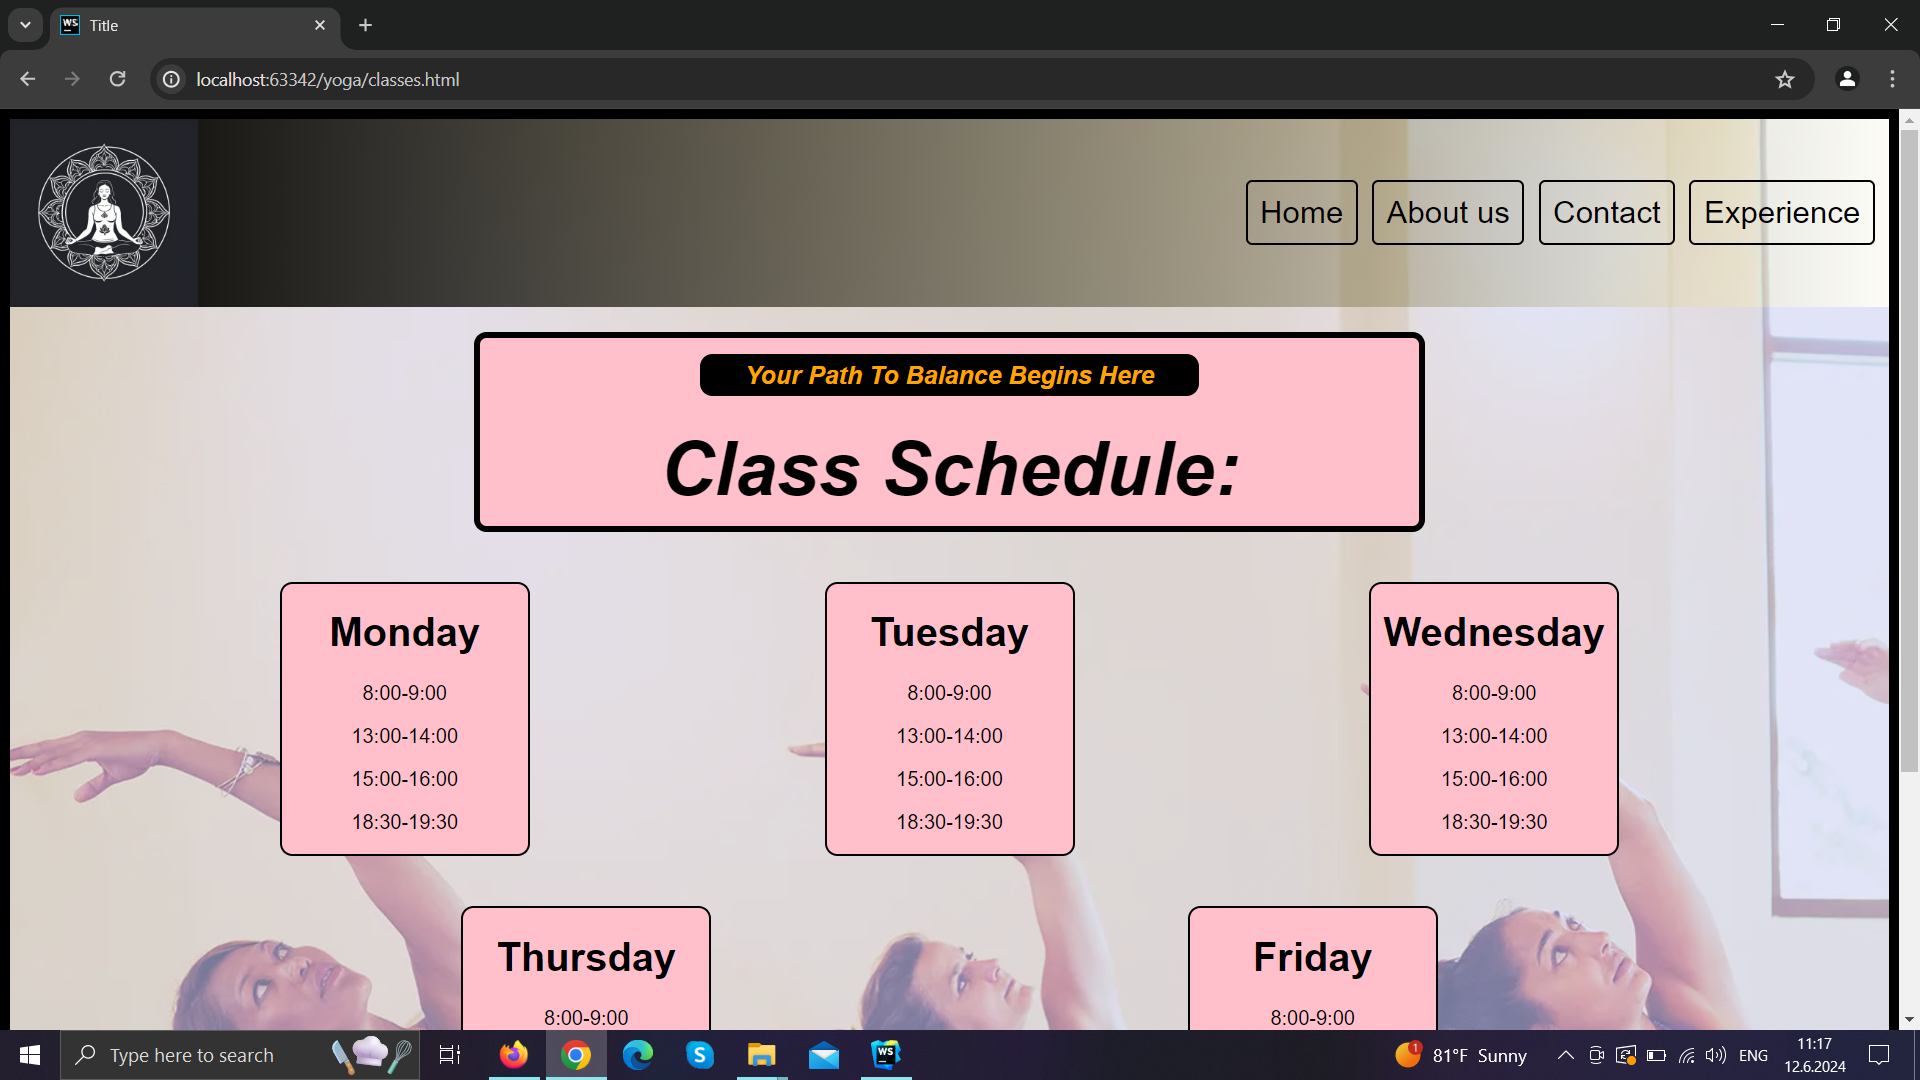 WS Title
localhost:63342/yoga/classes.html
Home About us Contact Experience
Your Path To Balance Begins Here
Class Schedule:
Monday
8:00-9:00
13:00-14:00
15:00-16:00
18:30-19:30
Tuesday
8:00-9:00
13:00-14:00
15:00-16:00
18:30-19:30
Wednesday
8:00-9:00
13:00-14:00
15:00-16:00
18:30-19:30
Thursday
8:00-9:00
Friday
8:00-9:00
Type here to search
S
WS
1
81°F Sunny
ENG
11:17
12.6.2024